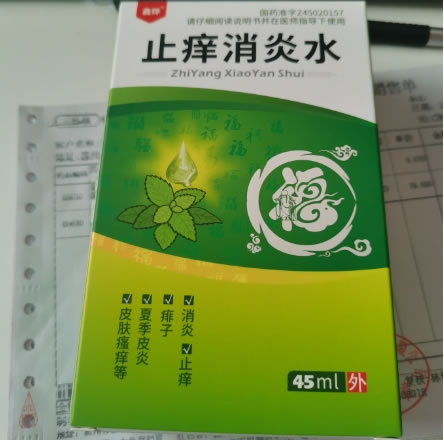 国药准字Z45020157
请仔细阅读说明书并在医师指导下使用
止痒消炎水
ZhiYang XiaoYan Shui
福
☑消炎 ☑止痒
☑痱子
☑夏季皮炎
☑皮肤瘙痒等
45ml 外